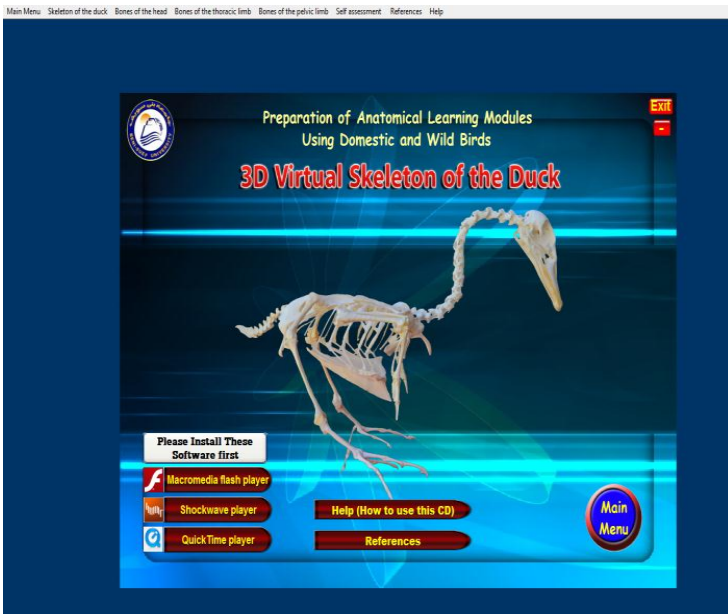 Main Menu Skeleton of the duck Bones of the head Bones of the thoracic limb Bones of the pelvic limb Self assessment References Help
Exit
-
Preparation of Anatomical Learning Modules
Using Domestic and Wild Birds
3D Virtual Skeleton of the Duck
Please Install These
Software first
Macromedia flash player
Shockwave player
QuickTime player
Help (How to use this CD)
References
Main
Menu